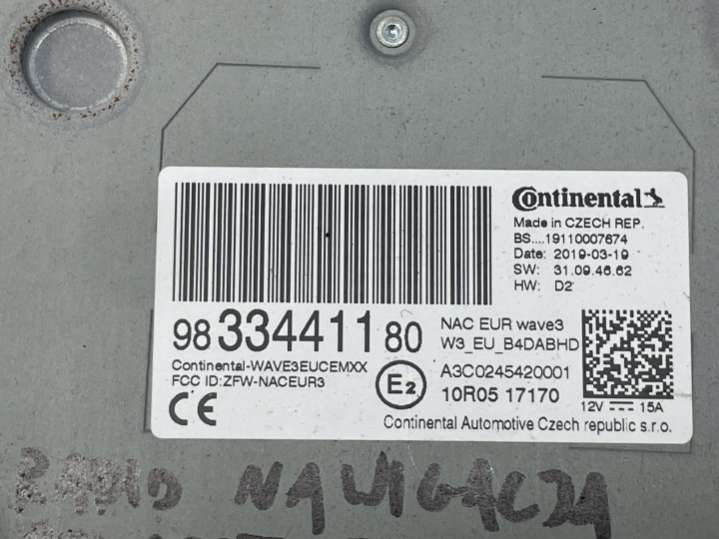 Continental
Made in CZECH REP.
BS....19110007674
Date: 2019-03-19
SW: 31.09.46.62
HW: D2
98 33441180
NAC EUR wave3
W3_EU_B4DABHD
Continental-WAVE3EUCEMXX
FCC ID:ZFW-NACEUR3
CE
E2
A3C0245420001
10R05 17170
12V 15A
Continental Automotive Czech republic s.r.o.
RADIO NAWIGACJA